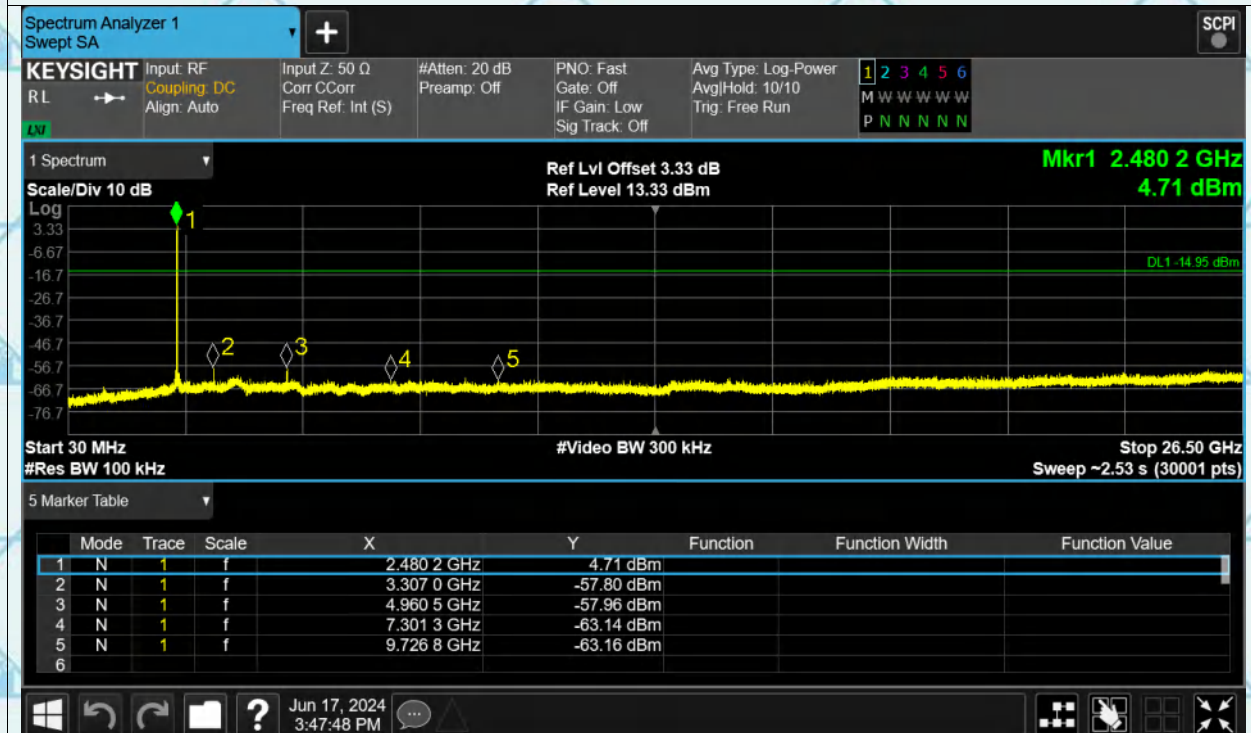 Spectrum Analyzer 1
Swept SA
+
SCPI
KEYSIGHT
RL
LXI
Input: RF
Coupling: DC
Align: Auto
Input Z: 50 Ω
Corr CCorr
Freq Ref: Int (S)
#Atten: 20 dB
Preamp: Off
PNO: Fast
Gate: Off
IF Gain: Low
Sig Track: Off
Avg Type: Log-Power
Avg|Hold: 10/10
Trig: Free Run
1 2 3 4 5 6
M W W W W W
P N N N N N
1 Spectrum
Scale/Div 10 dB
Ref Lvl Offset 3.33 dB
Ref Level 13.33 dBm
Mkr1 2.480 2 GHz
4.71 dBm
Log
3.33
-6.67
-16.7
-26.7
-36.7
-46.7
-56.7
-66.7
-76.7
1
DL1 -14.95 dBm
2
3
4
5
Start 30 MHz
#Res BW 100 kHz
#Video BW 300 kHz
Stop 26.50 GHz
Sweep ~2.53 s (30001 pts)
5 Marker Table
Mode Trace Scale X Y Function Function Width Function Value
1 N 1 f 2.480 2 GHz 4.71 dBm
2 N 1 f 3.307 0 GHz -57.80 dBm
3 N 1 f 4.960 5 GHz -57.96 dBm
4 N 1 f 7.301 3 GHz -63.14 dBm
5 N 1 f 9.726 8 GHz -63.16 dBm
6
?
Jun 17, 2024
3:47:48 PM